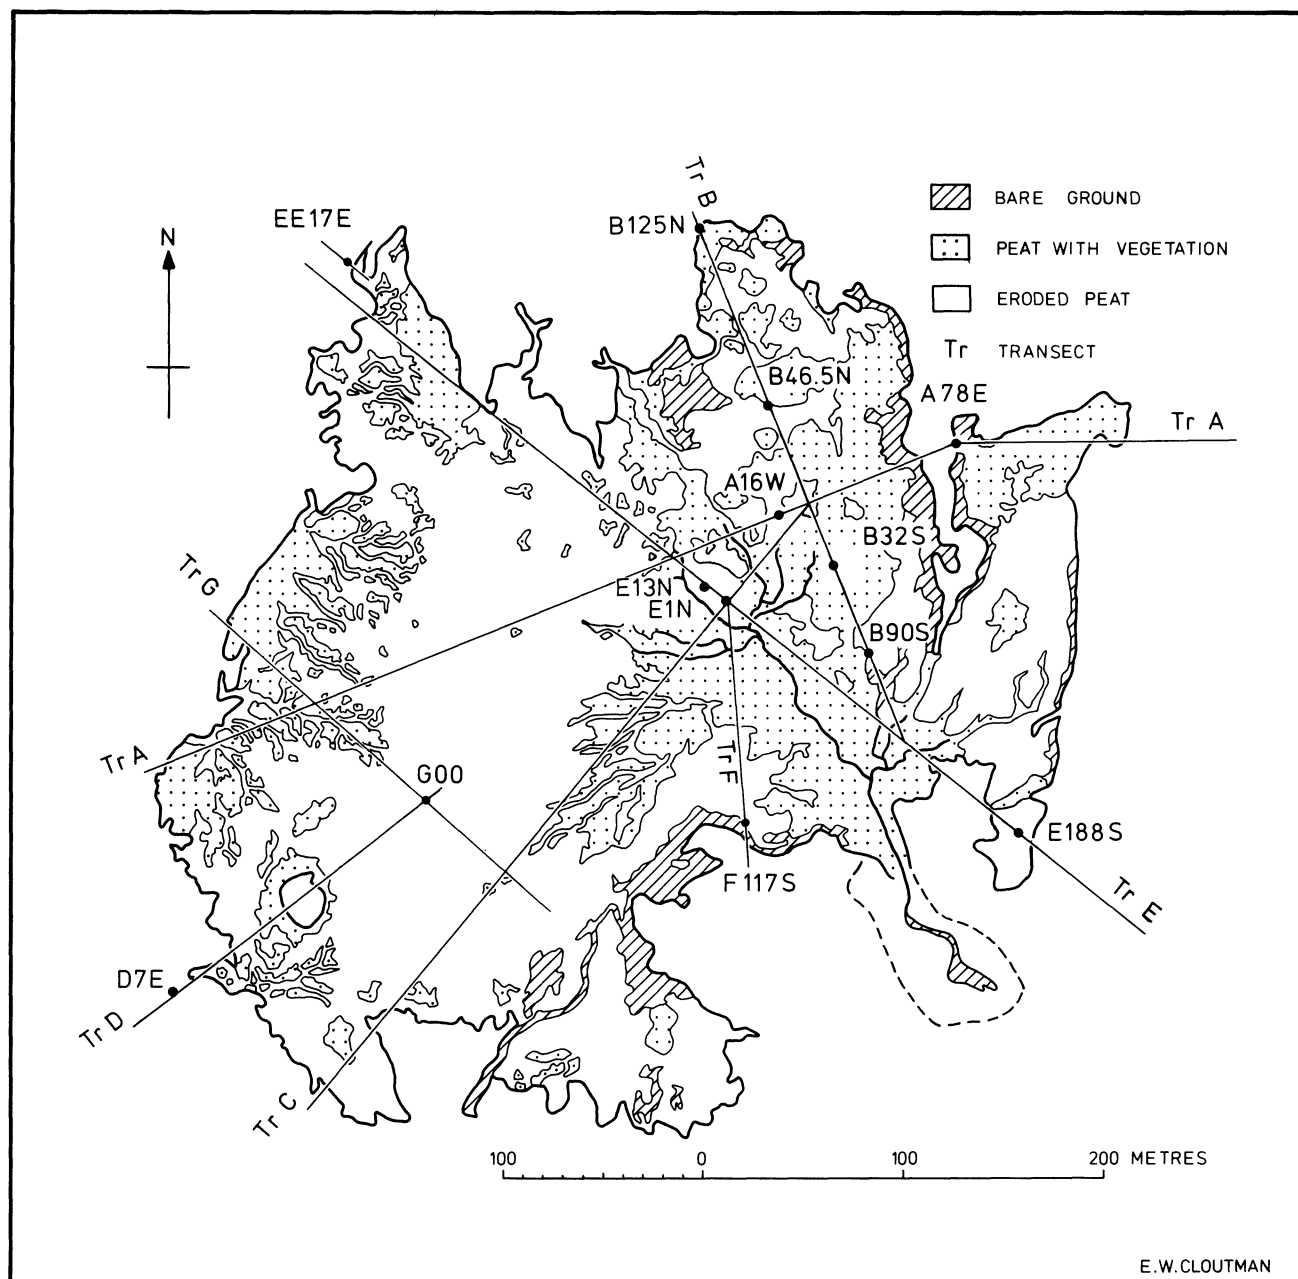 Tr B
BARE GROUND
EE17E
B125N
N
PEAT WITH VEGETATION
ERODED PEAT
Tr TRANSECT
B46.5N
A78E
Tr A
A16W
B32S
Tr G
E13N
E1N
B90S
Tr A
Tr F
G00
E188S
F117S
Tr E
D7E
Tr D
Tr C
100 0 100 200 METRES
E.W.CLOUTMAN